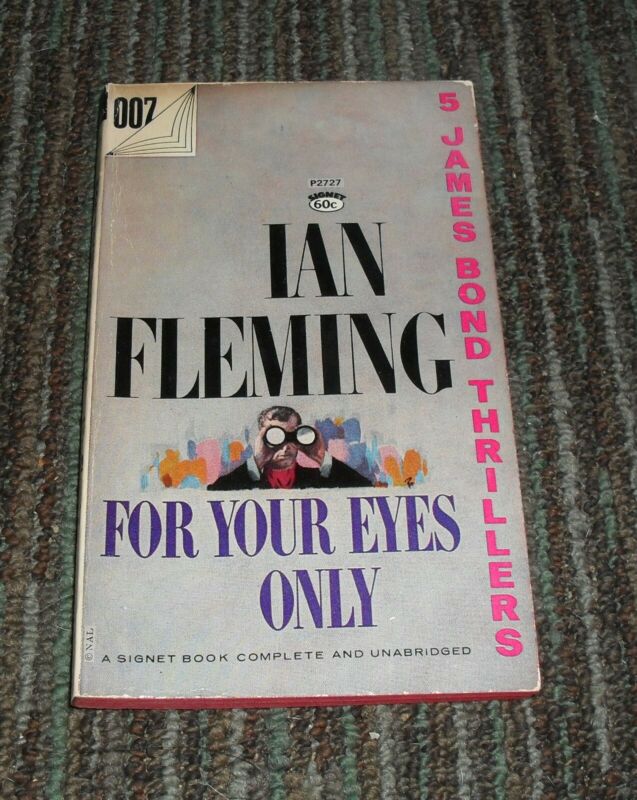 007
P2727
SIGNET
60c
IAN
FLEMING
FOR YOUR EYES
ONLY
5 JAMES BOND THRILLERS
© NAL
A SIGNET BOOK COMPLETE AND UNABRIDGED